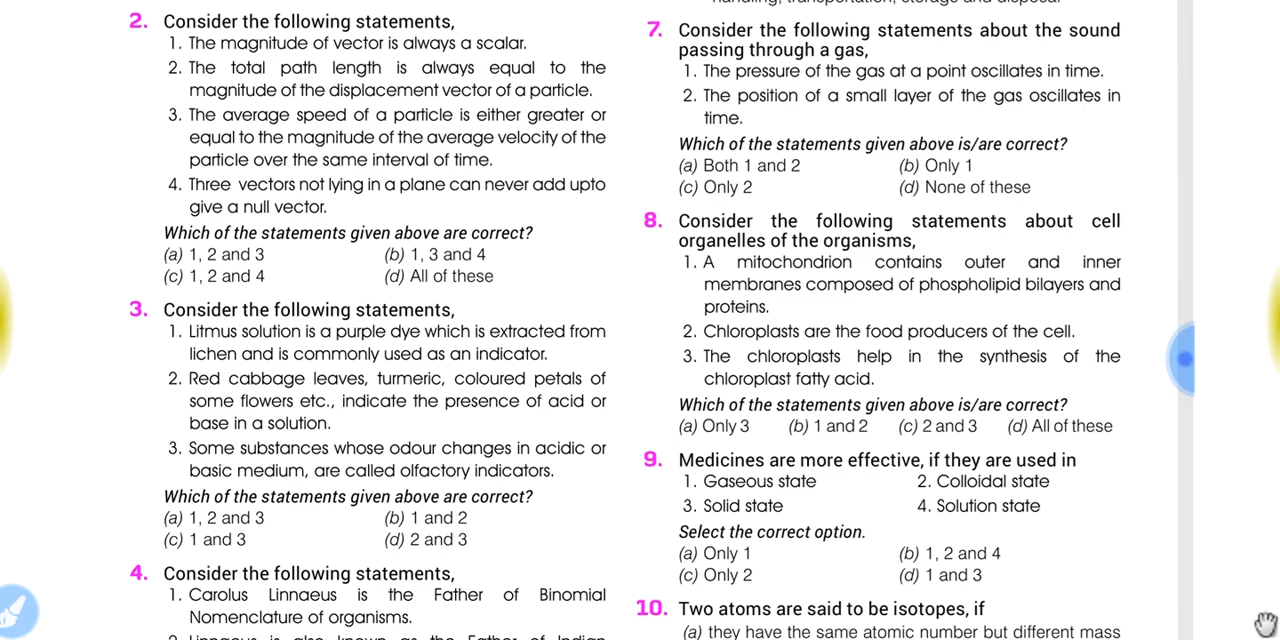 2. Consider the following statements,
1. The magnitude of vector is always a scalar.
2. The total path length is always equal to the
magnitude of the displacement vector of a particle.
3. The average speed of a particle is either greater or
equal to the magnitude of the average velocity of the
particle over the same interval of time.
4. Three vectors not lying in a plane can never add upto
give a null vector.
Which of the statements given above are correct?
(a) 1, 2 and 3 (b) 1, 3 and 4
(c) 1, 2 and 4 (d) All of these
3. Consider the following statements,
1. Litmus solution is a purple dye which is extracted from
lichen and is commonly used as an indicator.
2. Red cabbage leaves, turmeric, coloured petals of
some flowers etc., indicate the presence of acid or
base in a solution.
3. Some substances whose odour changes in acidic or
basic medium, are called olfactory indicators.
Which of the statements given above are correct?
(a) 1, 2 and 3 (b) 1 and 2
(c) 1 and 3 (d) 2 and 3
4. Consider the following statements,
1. Carolus Linnaeus is the Father of Binomial
Nomenclature of organisms.
2. Linnaeus is also known as the Father of Indian
handling, transportation, storage and disposal
7. Consider the following statements about the sound
passing through a gas,
1. The pressure of the gas at a point oscillates in time.
2. The position of a small layer of the gas oscillates in
time.
Which of the statements given above is/are correct?
(a) Both 1 and 2 (b) Only 1
(c) Only 2 (d) None of these
8. Consider the following statements about cell
organelles of the organisms,
1. A mitochondrion contains outer and inner
membranes composed of phospholipid bilayers and
proteins.
2. Chloroplasts are the food producers of the cell.
3. The chloroplasts help in the synthesis of the
chloroplast fatty acid.
Which of the statements given above is/are correct?
(a) Only 3 (b) 1 and 2 (c) 2 and 3 (d) All of these
9. Medicines are more effective, if they are used in
1. Gaseous state 2. Colloidal state
3. Solid state 4. Solution state
Select the correct option.
(a) Only 1 (b) 1, 2 and 4
(c) Only 2 (d) 1 and 3
10. Two atoms are said to be isotopes, if
(a) they have the same atomic number but different mass